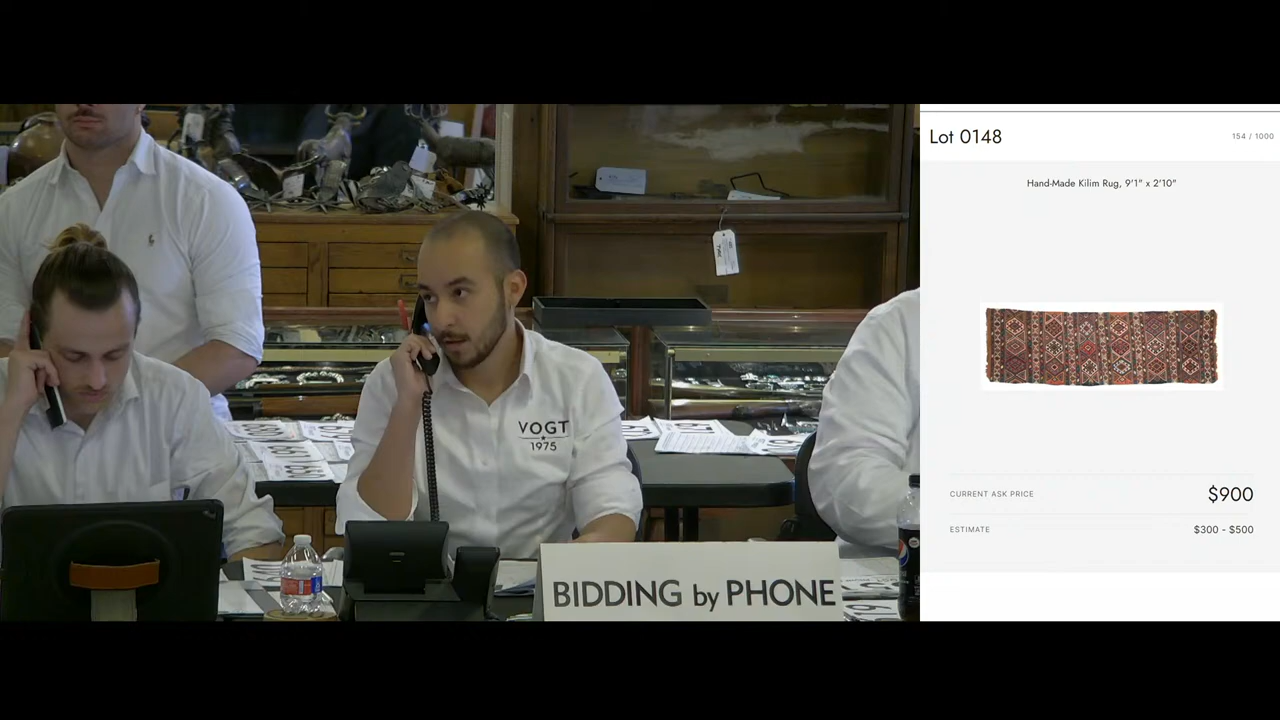 VOGT
1975
BIDDING by PHONE
Lot 0148
154 / 1000
Hand-Made Kilim Rug, 9'1" x 2'10"
CURRENT ASK PRICE
$900
ESTIMATE
$300 - $500